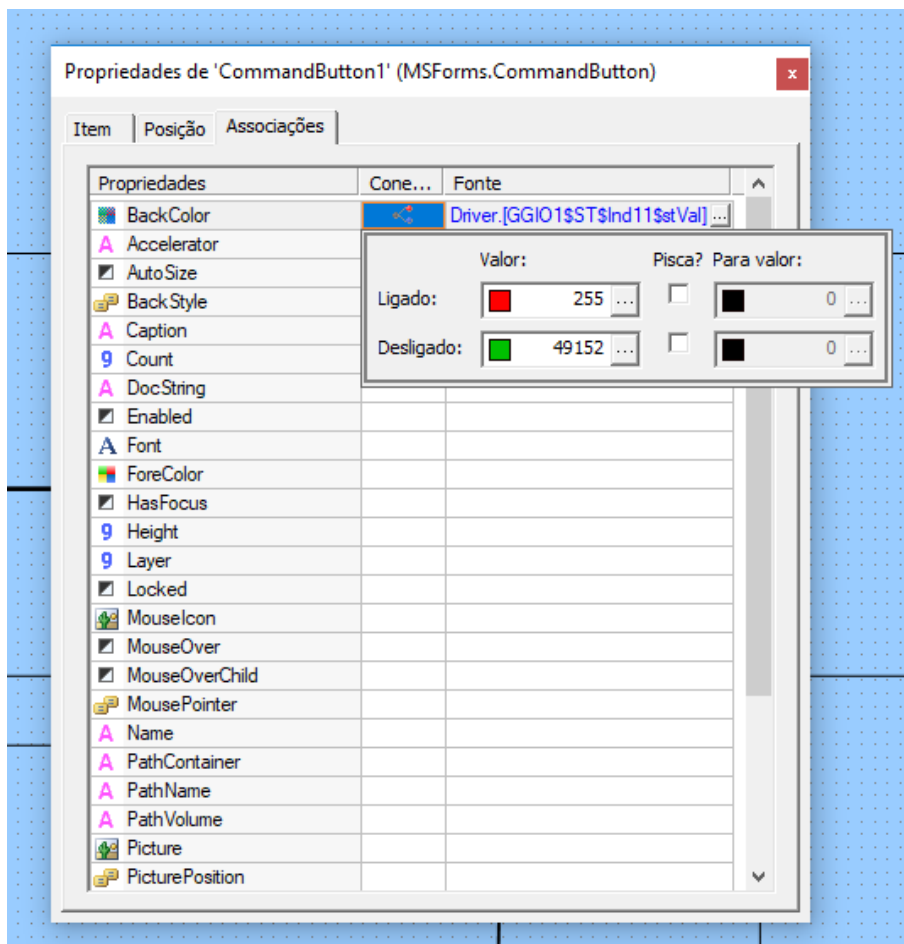 Propriedades de 'CommandButton1' (MSForms.CommandButton)
x
Item Posição Associações
Propriedades Cone... Fonte
BackColor Driver.[GGIO1$ST$Ind11$stVal] ...
Accelerator
Valor: Pisca? Para valor:
AutoSize
Ligado: 255 ... 0 ...
BackStyle
Caption
Desligado: 49152 ... 0 ...
Count
DocString
Enabled
Font
ForeColor
HasFocus
Height
Layer
Locked
MouseIcon
MouseOver
MouseOverChild
MousePointer
Name
PathContainer
PathName
PathVolume
Picture
PicturePosition